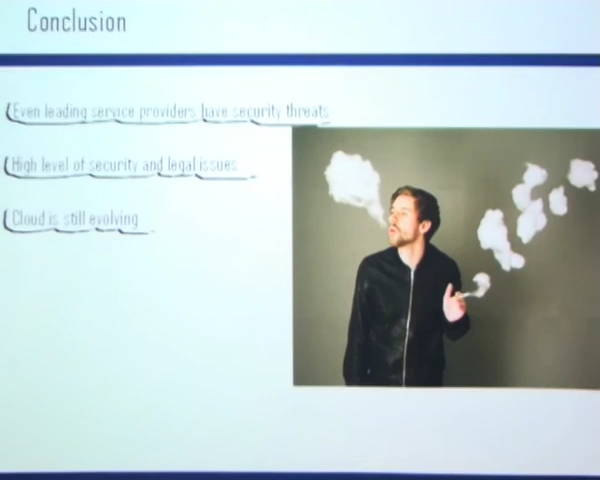 Conclusion
Even leading service providers have security threats
High level of security and legal issues
Cloud is still evolving